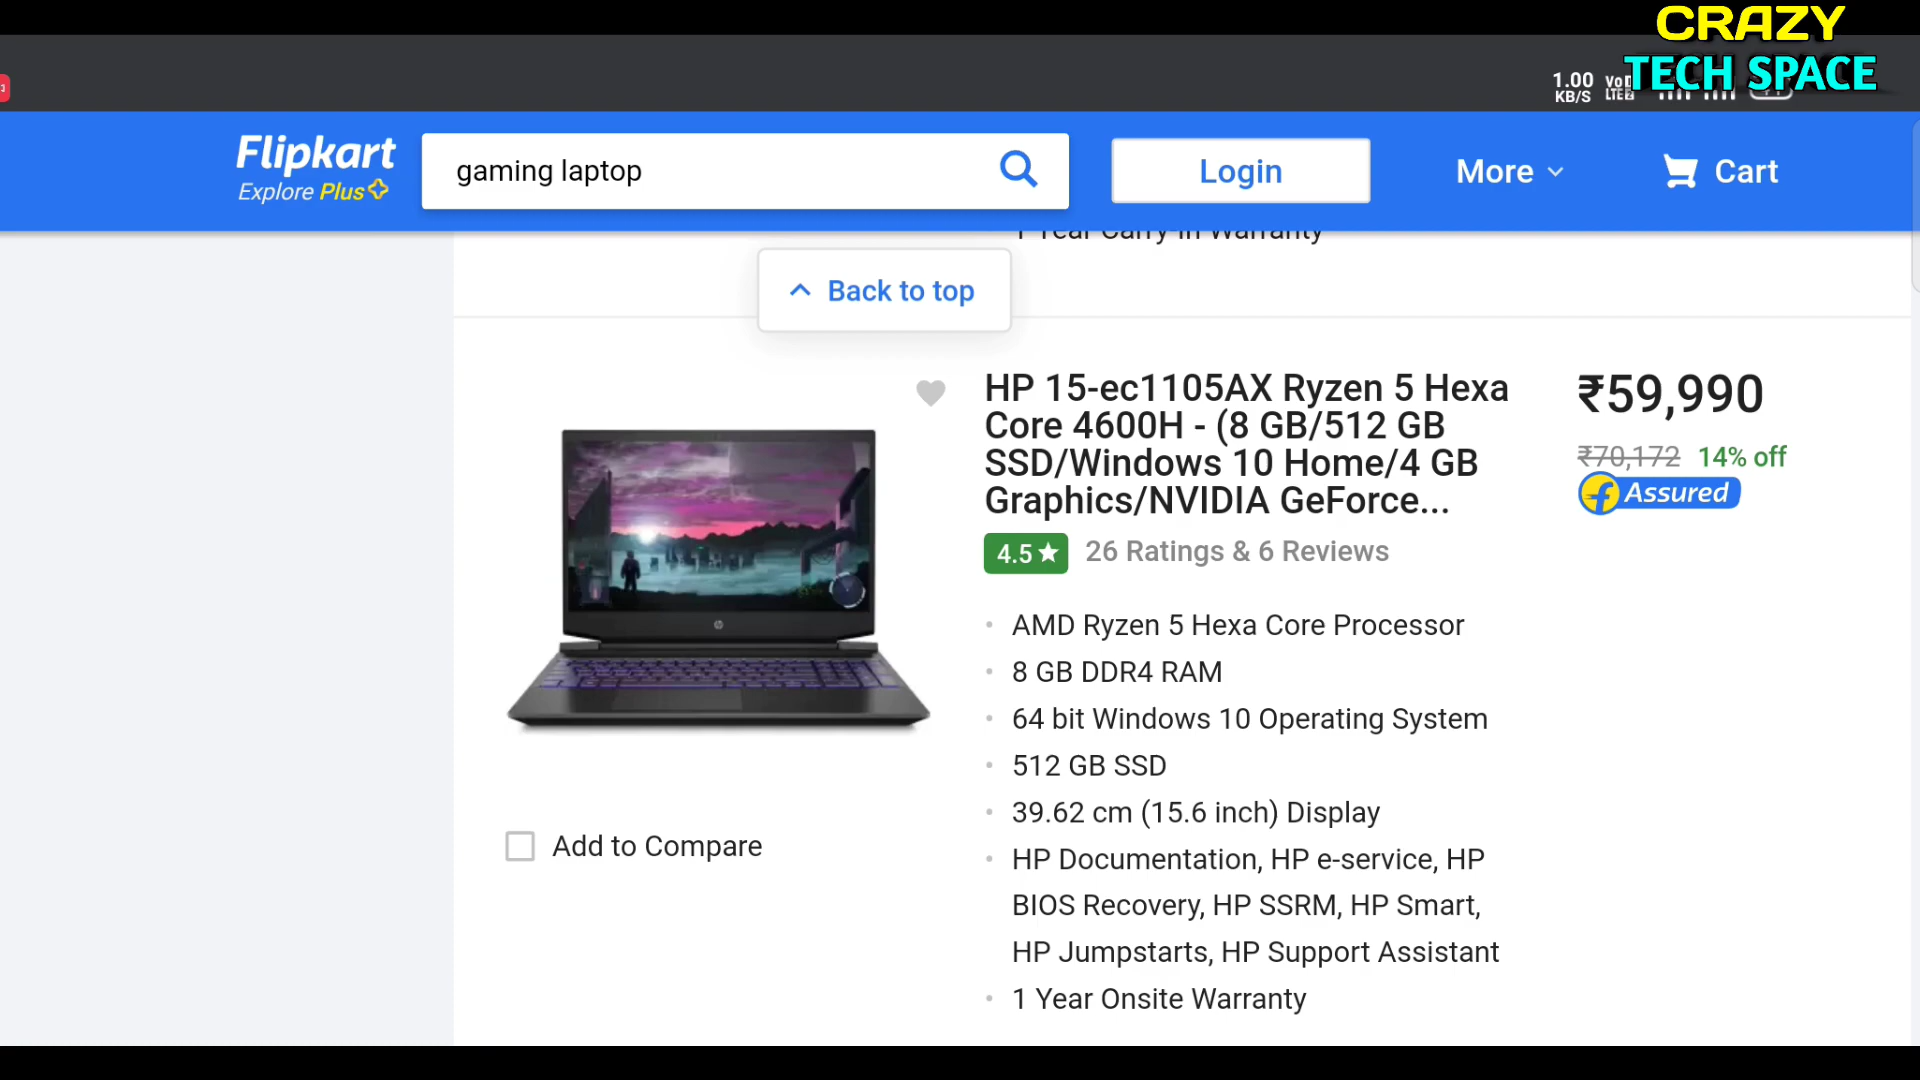 CRAZY
TECH SPACE
1.00
KB/S
Flipkart
Explore Plus
gaming laptop
Login
More
Cart
1 Year Carry In Warranty
Back to top
HP 15-ec1105AX Ryzen 5 Hexa
Core 4600H - (8 GB/512 GB
SSD/Windows 10 Home/4 GB
Graphics/NVIDIA GeForce...
₹59,990
₹70,172 14% off
Assured
4.5★ 26 Ratings & 6 Reviews
• AMD Ryzen 5 Hexa Core Processor
• 8 GB DDR4 RAM
• 64 bit Windows 10 Operating System
• 512 GB SSD
• 39.62 cm (15.6 inch) Display
• HP Documentation, HP e-service, HP
BIOS Recovery, HP SSRM, HP Smart,
HP Jumpstarts, HP Support Assistant
• 1 Year Onsite Warranty
Add to Compare